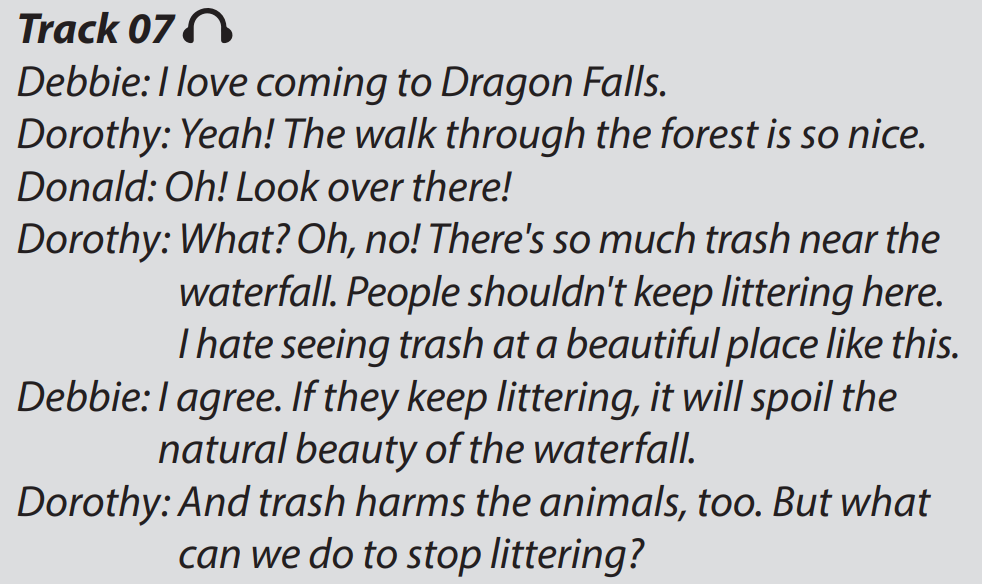 Track 07
Debbie: I love coming to Dragon Falls.
Dorothy: Yeah! The walk through the forest is so nice.
Donald: Oh! Look over there!
Dorothy: What? Oh, no! There's so much trash near the
waterfall. People shouldn't keep littering here.
I hate seeing trash at a beautiful place like this.
Debbie: I agree. If they keep littering, it will spoil the
natural beauty of the waterfall.
Dorothy: And trash harms the animals, too. But what
can we do to stop littering?